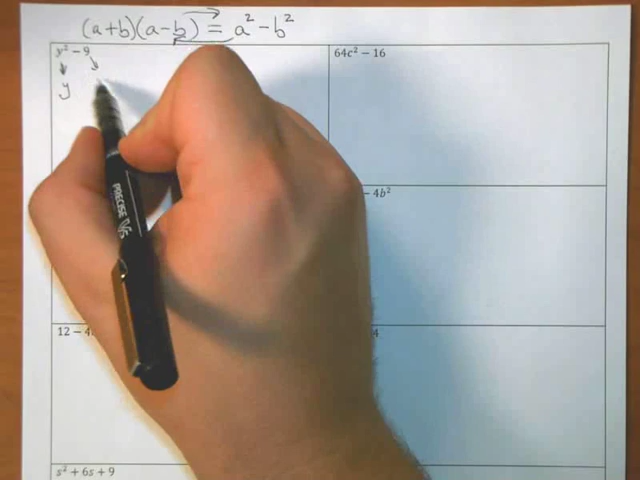 (a+b)(a-b) = a² - b²
y² − 9
64c² − 16
y
− 4b²
12 − 4
4
s² + 6s + 9
PRECISE V5